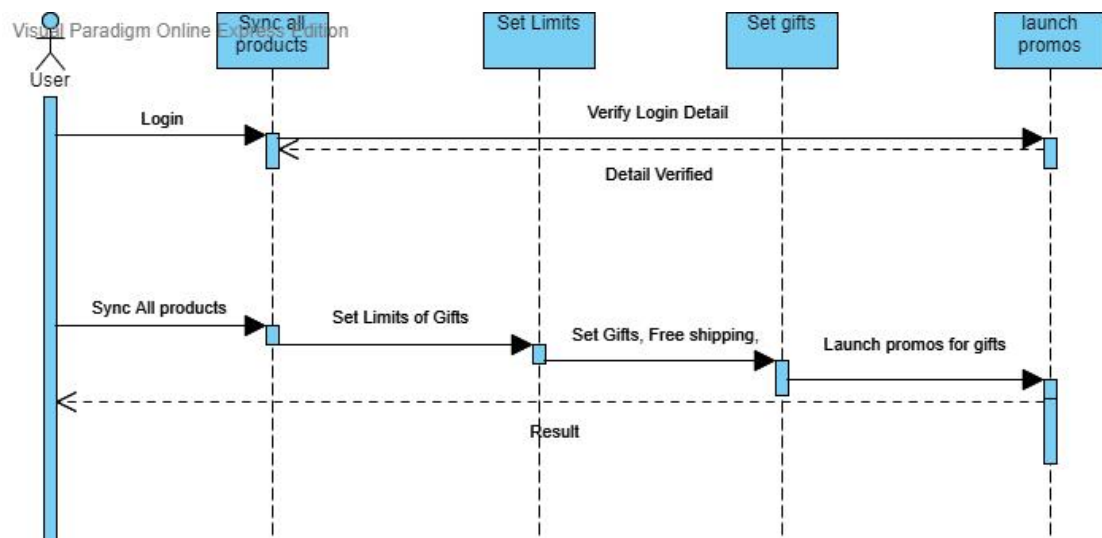 Visual Paradigm Online Express Edition
User
Sync all
products
Set Limits
Set gifts
launch
promos
Login
Verify Login Detail
Detail Verified
Sync All products
Set Limits of Gifts
Set Gifts, Free shipping,
Launch promos for gifts
Result